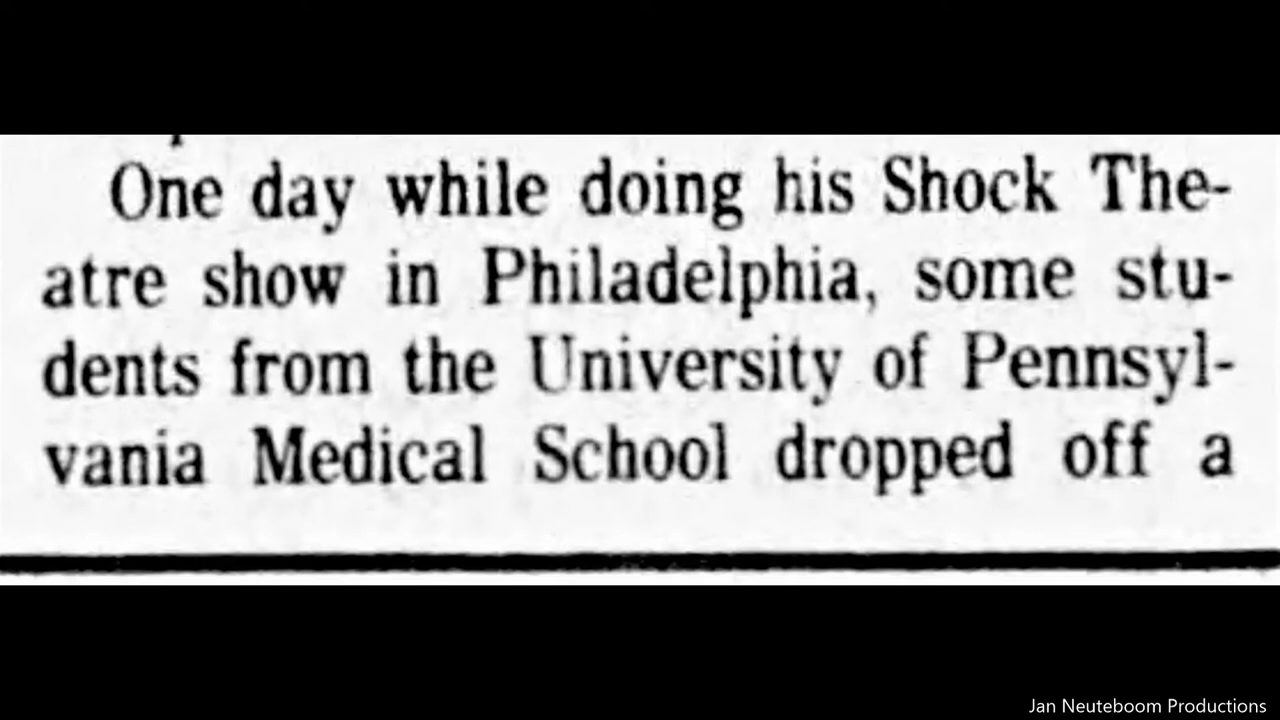 One day while doing his Shock The-
atre show in Philadelphia, some stu-
dents from the University of Pennsyl-
vania Medical School dropped off a
Jan Neuteboom Productions